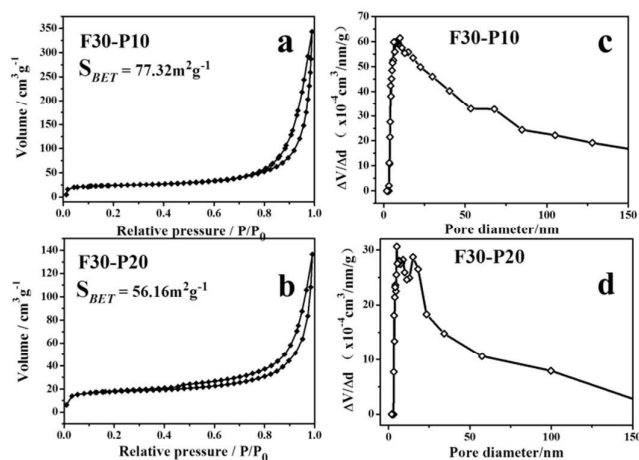 F30-P10
a
S_BET = 77.32m²g⁻¹
Volume / cm³g⁻¹
350
300
250
200
150
100
50
0
0.0 0.2 0.4 0.6 0.8 1.0
Relative pressure / P/P₀
F30-P10
c
ΔV/Δd （ x10⁻⁴cm³/nm/g）
70
60
50
40
30
20
10
0
0 50 100 150
Pore diameter/nm
F30-P20
b
S_BET = 56.16m²g⁻¹
Volume / cm³g⁻¹
140
120
100
80
60
40
20
0
0.0 0.2 0.4 0.6 0.8 1.0
Relative pressure / P/P₀
F30-P20
d
ΔV/Δd （ x10⁻⁴cm³/nm/g）
30
20
10
0
0 50 100 150
Pore diameter/nm